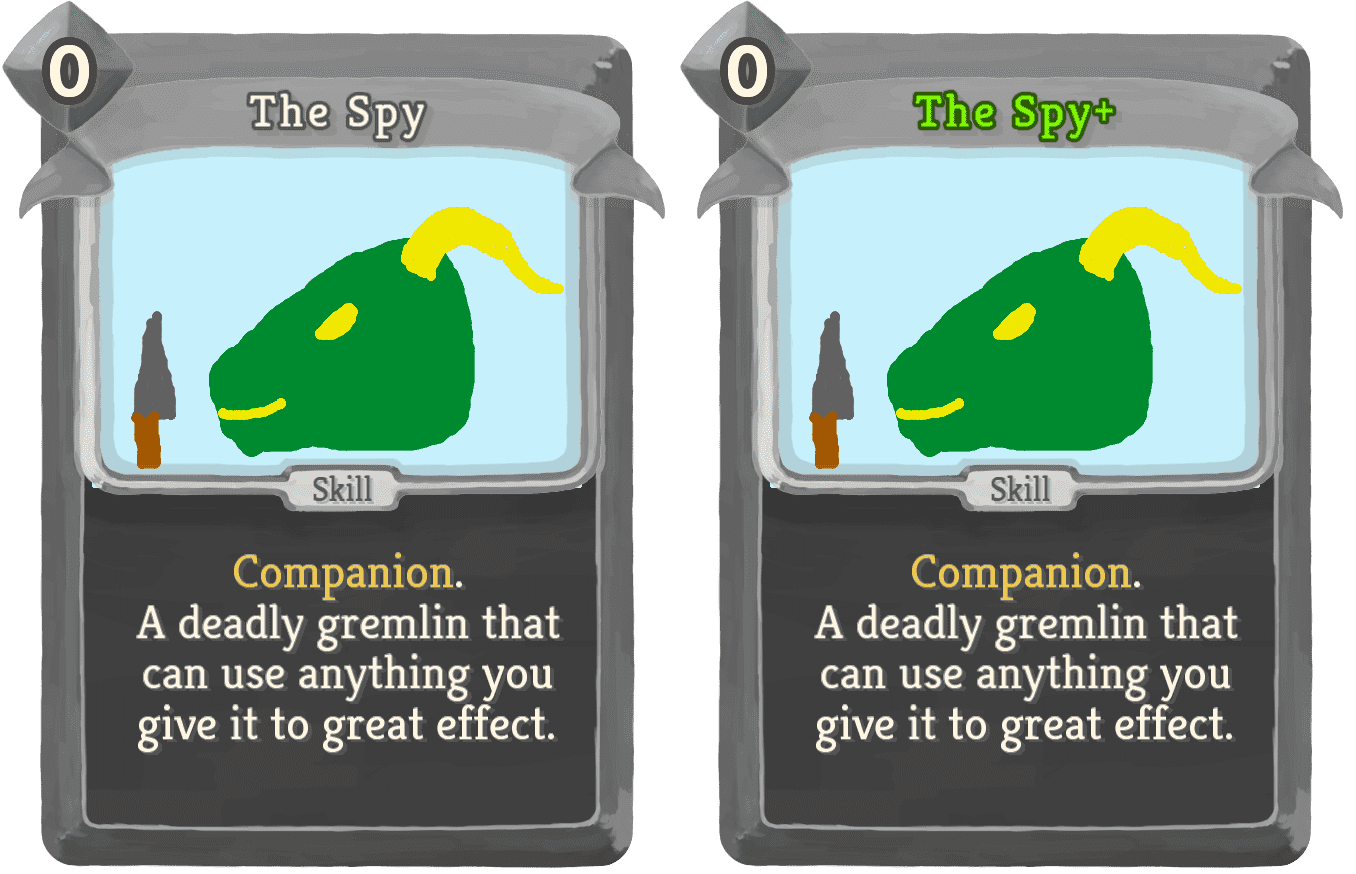 0
The Spy
Skill
Companion.
A deadly gremlin that
can use anything you
give it to great effect.
0
The Spy+
Skill
Companion.
A deadly gremlin that
can use anything you
give it to great effect.